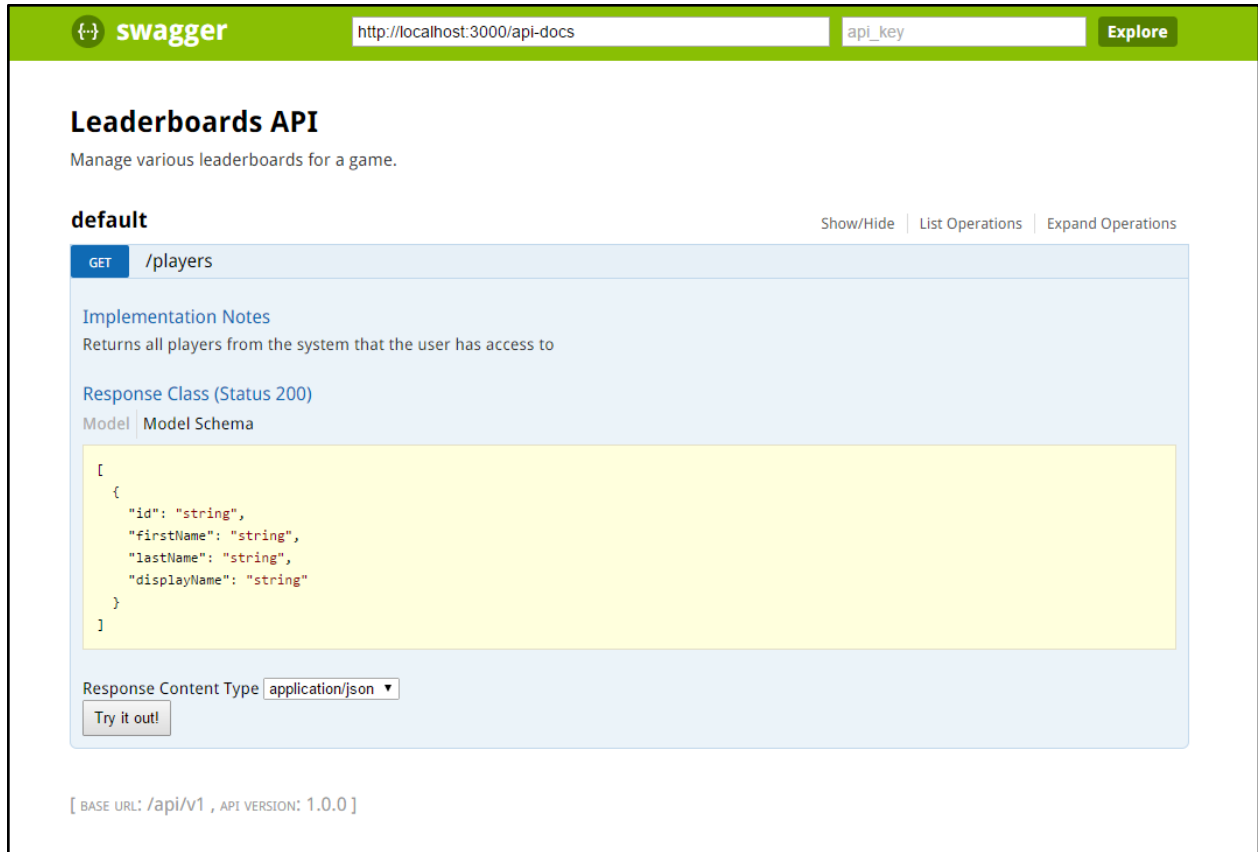 {··} swagger http://localhost:3000/api-docs api_key Explore
Leaderboards API
Manage various leaderboards for a game.
default Show/Hide List Operations Expand Operations
GET /players
Implementation Notes
Returns all players from the system that the user has access to
Response Class (Status 200)
Model Model Schema
[
{
"id": "string",
"firstName": "string",
"lastName": "string",
"displayName": "string"
}
]
Response Content Type application/json
Try it out!
[ BASE URL: /api/v1 , API VERSION: 1.0.0 ]